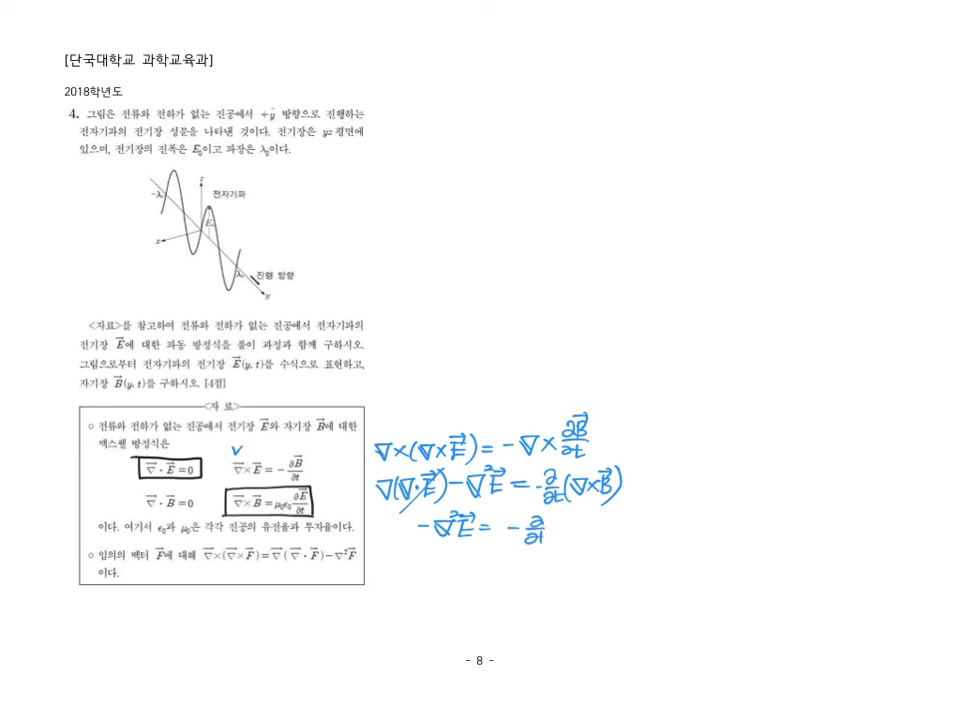 [단국대학교 과학교육과]
2018학년도
4. 그림은 전류와 전하가 없는 진공에서 +ŷ 방향으로 진행하는
전자기파의 전기장 성분을 나타낸 것이다. 전기장은 yz평면에
있으며, 전기장의 진폭은 E₀이고 파장은 λ₀이다.
z
-λ₀
전자기파
E₀
x
λ₀
진행 방향
y
<자료>를 참고하여 전류와 전하가 없는 진공에서 전자기파의
전기장 E⃗에 대한 파동 방정식을 풀이 과정과 함께 구하시오.
그림으로부터 전자기파의 전기장 E⃗(y, t)를 수식으로 표현하고,
자기장 B⃗(y, t)를 구하시오. [4점]
<자 료>
○ 전류와 전하가 없는 진공에서 전기장 E⃗와 자기장 B⃗에 대한
맥스웰 방정식은
∇⃗·E⃗=0 ∇⃗×E⃗=-∂B⃗/∂t
∇⃗·B⃗=0 ∇⃗×B⃗=μ₀ε₀∂E⃗/∂t
이다. 여기서 ε₀과 μ₀은 각각 진공의 유전율과 투자율이다.
○ 임의의 벡터 F⃗에 대해 ∇⃗×(∇⃗×F⃗)=∇⃗(∇⃗·F⃗)-∇²F⃗
이다.
∇×(∇×E⃗)=-∇×∂B⃗/∂t
∇(∇·E⃗)-∇²E⃗=-∂/∂t(∇×B⃗)
-∇²E⃗=-∂/∂t
- 8 -